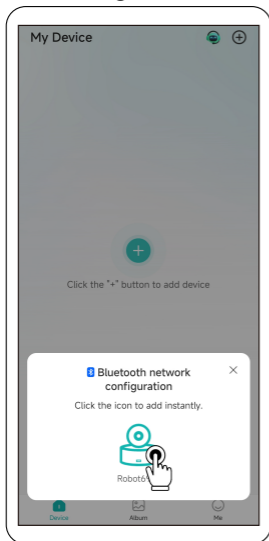 My Device
Click the "+" button to add device
Bluetooth network
configuration
Click the icon to add instantly.
Device
Album
Me